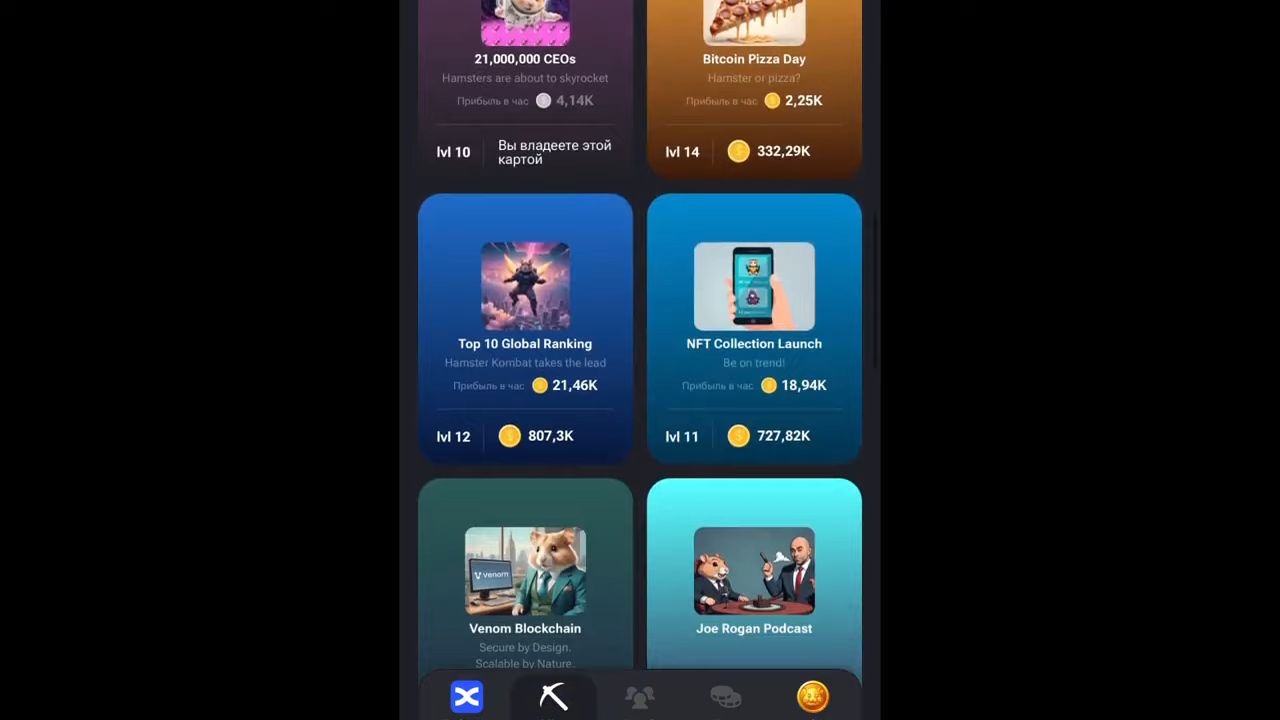 21,000,000 CEOs
Hamsters are about to skyrocket
Прибыль в час 4,14K
lvl 10
Вы владеете этой
картой
Bitcoin Pizza Day
Hamster or pizza?
Прибыль в час 2,25K
lvl 14
332,29K
Top 10 Global Ranking
Hamster Kombat takes the lead
Прибыль в час 21,46K
lvl 12
807,3K
NFT Collection Launch
Be on trend!
Прибыль в час 18,94K
lvl 11
727,82K
venom
Venom Blockchain
Secure by Design.
Scalable by Nature.
Joe Rogan Podcast